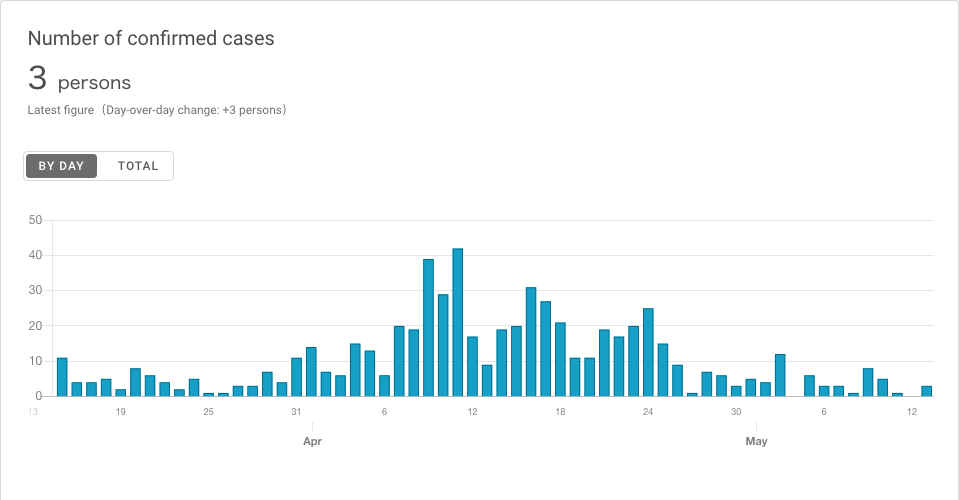 Number of confirmed cases
3 persons
Latest figure（Day-over-day change: +3 persons）
BY DAY TOTAL
50
40
30
20
10
0
13 19 25 31 6 12 18 24 30 6 12
Apr May